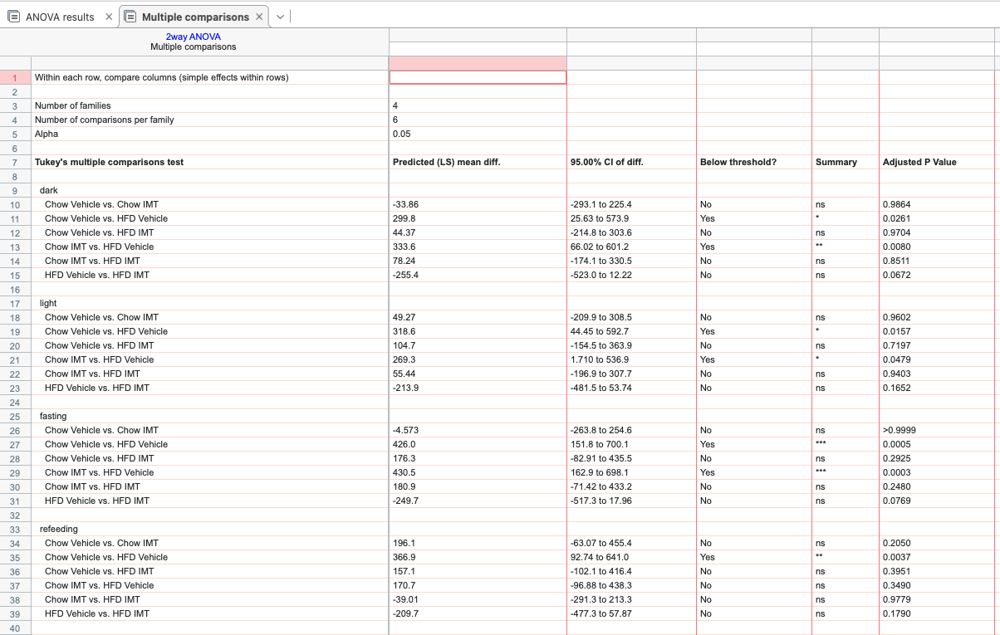 ANOVA results
Multiple comparisons
2way ANOVA
Multiple comparisons
1 Within each row, compare columns (simple effects within rows)
2
3 Number of families 4
4 Number of comparisons per family 6
5 Alpha 0.05
6
7 Tukey's multiple comparisons test Predicted (LS) mean diff. 95.00% CI of diff. Below threshold? Summary Adjusted P Value
8
9 dark
10 Chow Vehicle vs. Chow IMT -33.86 -293.1 to 225.4 No ns 0.9864
11 Chow Vehicle vs. HFD Vehicle 299.8 25.63 to 573.9 Yes * 0.0261
12 Chow Vehicle vs. HFD IMT 44.37 -214.8 to 303.6 No ns 0.9704
13 Chow IMT vs. HFD Vehicle 333.6 66.02 to 601.2 Yes ** 0.0080
14 Chow IMT vs. HFD IMT 78.24 -174.1 to 330.5 No ns 0.8511
15 HFD Vehicle vs. HFD IMT -255.4 -523.0 to 12.22 No ns 0.0672
16
17 light
18 Chow Vehicle vs. Chow IMT 49.27 -209.9 to 308.5 No ns 0.9602
19 Chow Vehicle vs. HFD Vehicle 318.6 44.45 to 592.7 Yes * 0.0157
20 Chow Vehicle vs. HFD IMT 104.7 -154.5 to 363.9 No ns 0.7197
21 Chow IMT vs. HFD Vehicle 269.3 1.710 to 536.9 Yes * 0.0479
22 Chow IMT vs. HFD IMT 55.44 -196.9 to 307.7 No ns 0.9403
23 HFD Vehicle vs. HFD IMT -213.9 -481.5 to 53.74 No ns 0.1652
24
25 fasting
26 Chow Vehicle vs. Chow IMT -4.573 -263.8 to 254.6 No ns >0.9999
27 Chow Vehicle vs. HFD Vehicle 426.0 151.8 to 700.1 Yes *** 0.0005
28 Chow Vehicle vs. HFD IMT 176.3 -82.91 to 435.5 No ns 0.2925
29 Chow IMT vs. HFD Vehicle 430.5 162.9 to 698.1 Yes *** 0.0003
30 Chow IMT vs. HFD IMT 180.9 -71.42 to 433.2 No ns 0.2480
31 HFD Vehicle vs. HFD IMT -249.7 -517.3 to 17.96 No ns 0.0769
32
33 refeeding
34 Chow Vehicle vs. Chow IMT 196.1 -63.07 to 455.4 No ns 0.2050
35 Chow Vehicle vs. HFD Vehicle 366.9 92.74 to 641.0 Yes ** 0.0037
36 Chow Vehicle vs. HFD IMT 157.1 -102.1 to 416.4 No ns 0.3951
37 Chow IMT vs. HFD Vehicle 170.7 -96.88 to 438.3 No ns 0.3490
38 Chow IMT vs. HFD IMT -39.01 -291.3 to 213.3 No ns 0.9779
39 HFD Vehicle vs. HFD IMT -209.7 -477.3 to 57.87 No ns 0.1790
40